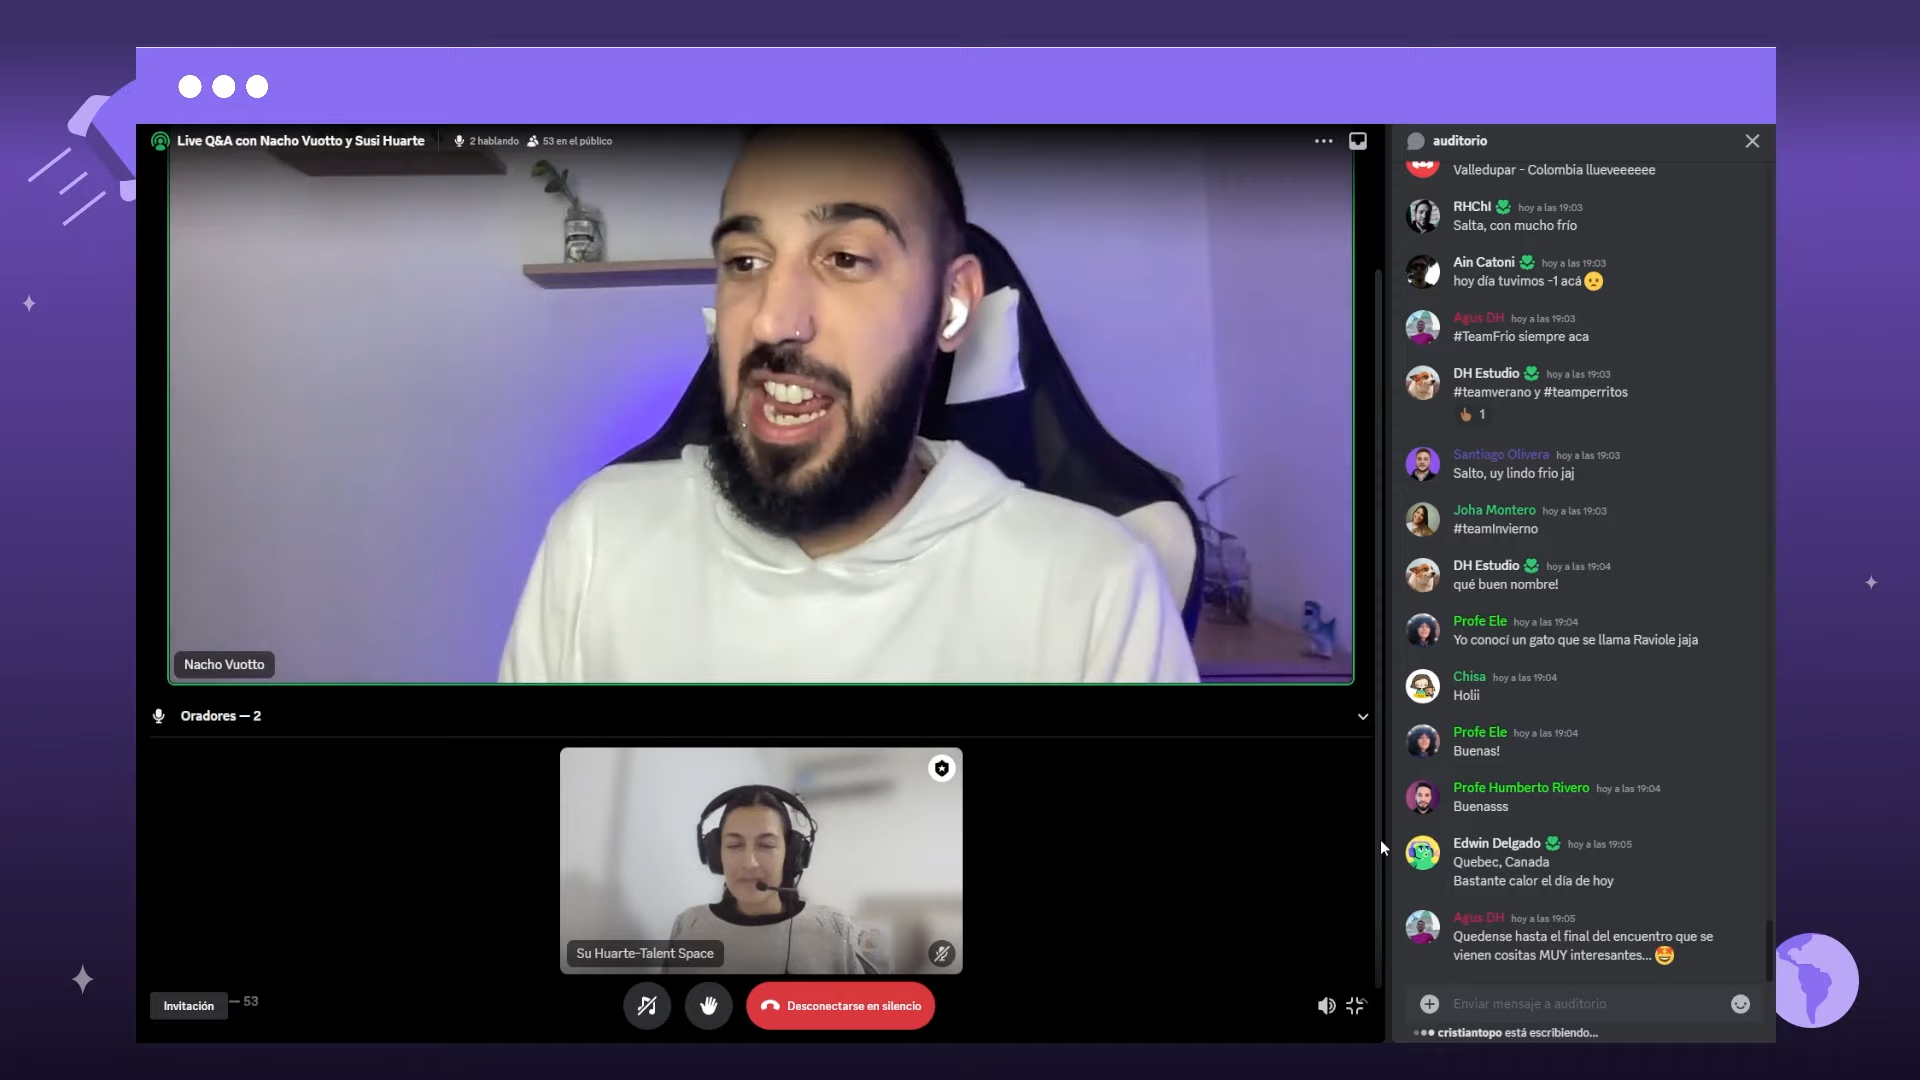 Live Q&A con Nacho Vuotto y Susi Huarte
2 hablando
53 en el público
Nacho Vuotto
Oradores — 2
Su Huarte-Talent Space
Invitación
— 53
Desconectarse en silencio
auditorio
Valledupar - Colombia llueveeeeee
RHChI hoy a las 19:03
Salta, con mucho frío
Ain Catoni hoy a las 19:03
hoy día tuvimos -1 acá
Agus DH hoy a las 19:03
#TeamFrio siempre aca
DH Estudio hoy a las 19:03
#teamverano y #teamperritos
1
Santiago Olivera hoy a las 19:03
Salto, uy lindo frio jaj
Joha Montero hoy a las 19:03
#teamInvierno
DH Estudio hoy a las 19:04
qué buen nombre!
Profe Ele hoy a las 19:04
Yo conocí un gato que se llama Raviole jaja
Chisa hoy a las 19:04
Holii
Profe Ele hoy a las 19:04
Buenas!
Profe Humberto Rivero hoy a las 19:04
Buenasss
Edwin Delgado hoy a las 19:05
Quebec, Canada
Bastante calor el día de hoy
Agus DH hoy a las 19:05
Quedense hasta el final del encuentro que se
vienen cositas MUY interesantes...
Enviar mensaje a auditorio
cristiantopo está escribiendo...